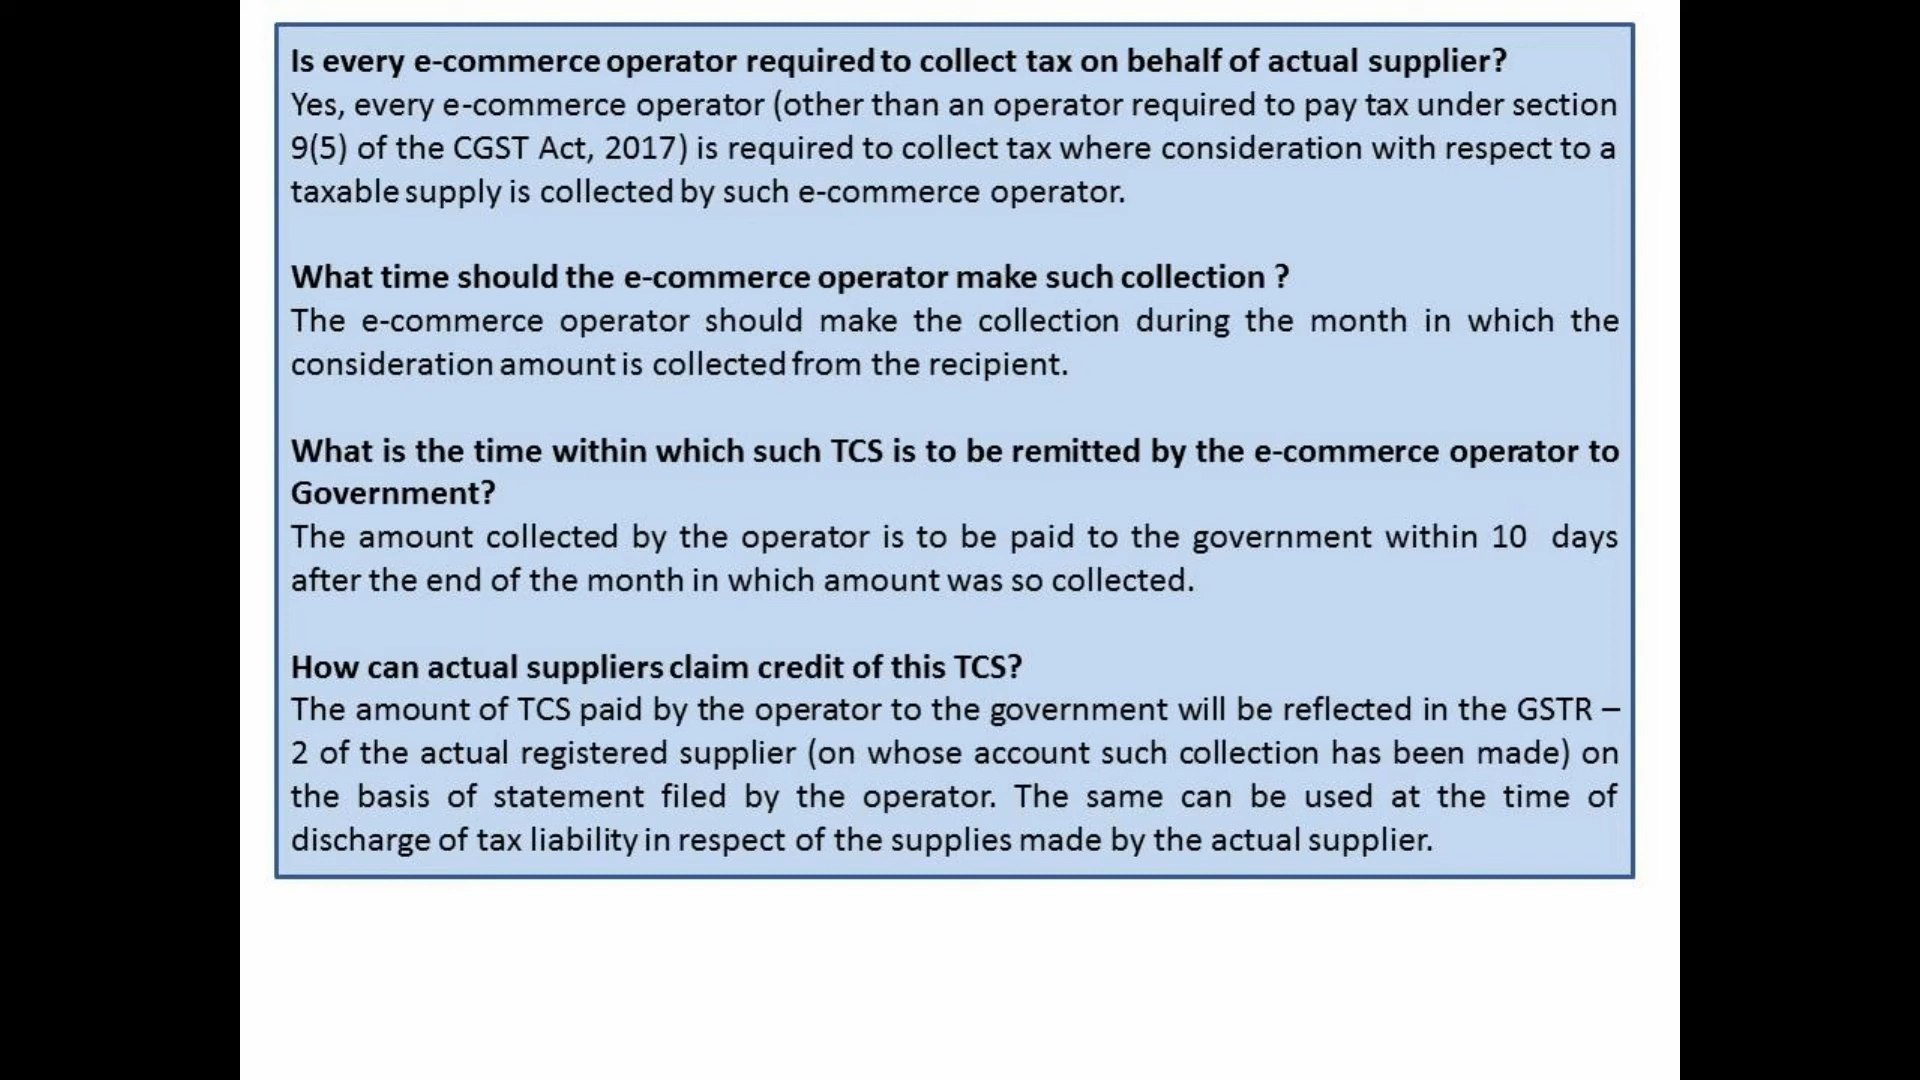 Is every e-commerce operator required to collect tax on behalf of actual supplier?
Yes, every e-commerce operator (other than an operator required to pay tax under section
9(5) of the CGST Act, 2017) is required to collect tax where consideration with respect to a
taxable supply is collected by such e-commerce operator.
What time should the e-commerce operator make such collection ?
The e-commerce operator should make the collection during the month in which the
consideration amount is collected from the recipient.
What is the time within which such TCS is to be remitted by the e-commerce operator to
Government?
The amount collected by the operator is to be paid to the government within 10 days
after the end of the month in which amount was so collected.
How can actual suppliers claim credit of this TCS?
The amount of TCS paid by the operator to the government will be reflected in the GSTR –
2 of the actual registered supplier (on whose account such collection has been made) on
the basis of statement filed by the operator. The same can be used at the time of
discharge of tax liability in respect of the supplies made by the actual supplier.